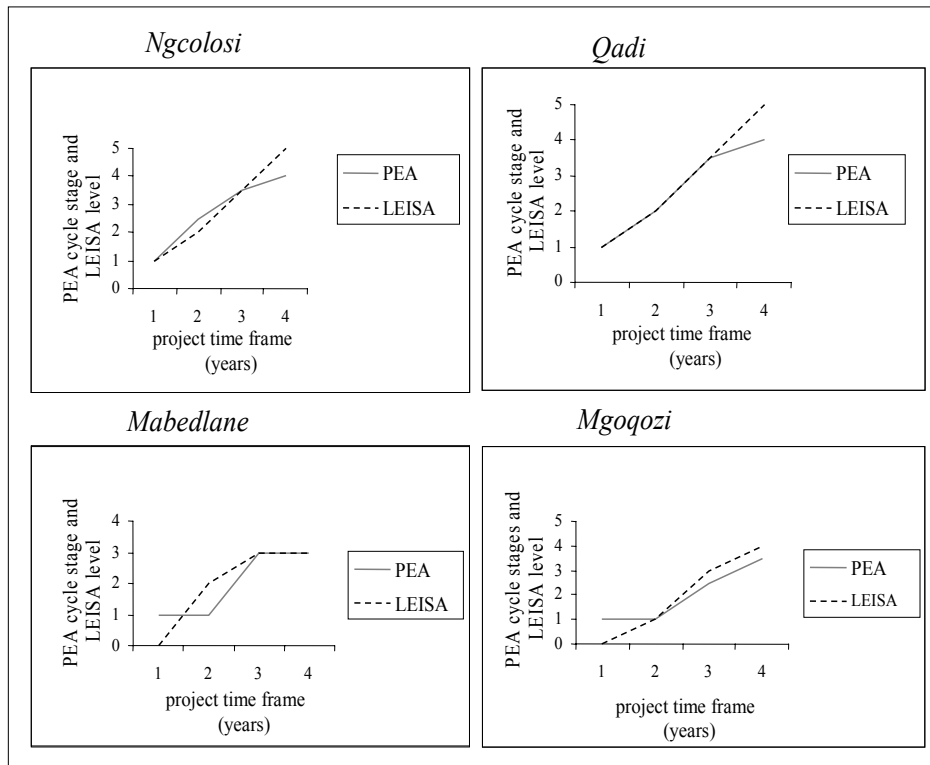 Ngcolosi
PEA cycle stage and
LEISA level
5
4
3
2
1
0
1 2 3 4
project time frame
(years)
PEA
LEISA
Qadi
PEA cycle stage and
LEISA level
5
4
3
2
1
0
1 2 3 4
project time frame
(years)
PEA
LEISA
Mabedlane
PEA cycle stage and
LEISA level
4
3
2
1
0
1 2 3 4
project time frame
(years)
PEA
LEISA
Mgoqozi
PEA cycle stages and
LEISA level
5
4
3
2
1
0
1 2 3 4
project time frame
(years)
PEA
LEISA